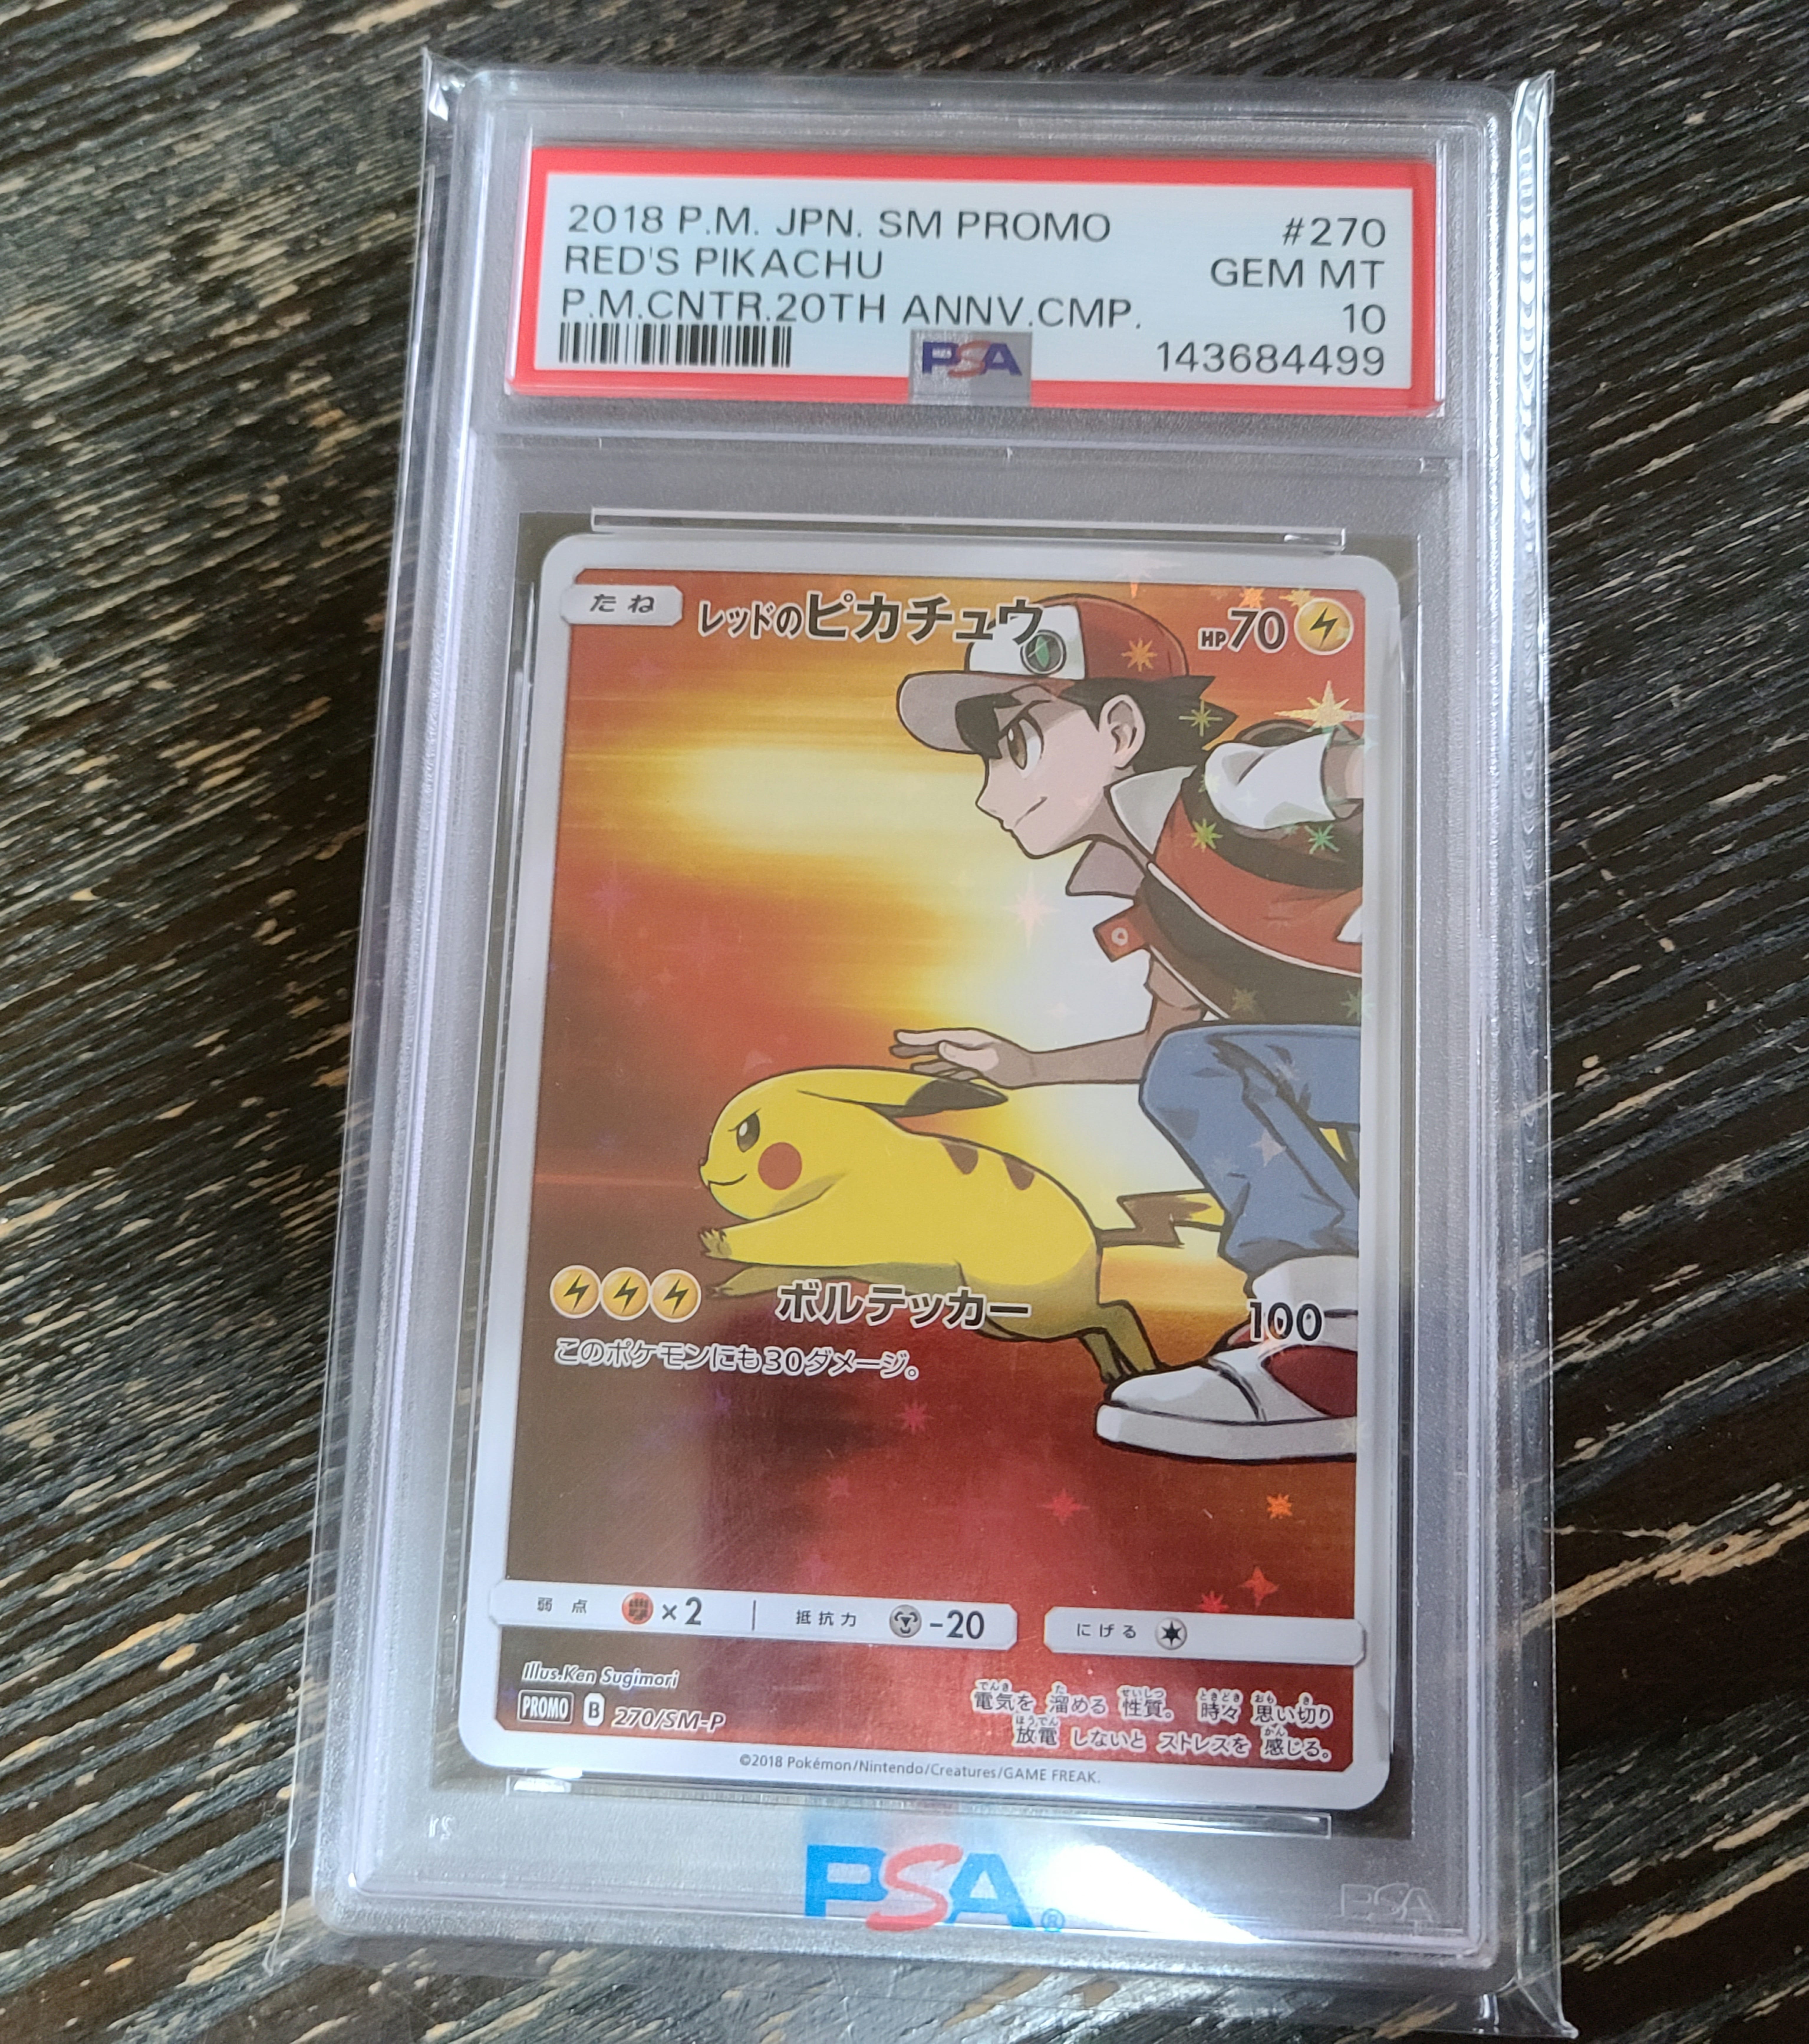 2018 P.M. JPN. SM PROMO #270
RED'S PIKACHU GEM MT
P.M.CNTR.20TH ANNV.CMP. 10
PSA 143684499
たね レッドのピカチュウ HP70
ボルテッカー 100
このポケモンにも30ダメージ。
弱点 ×2 抵抗力 -20 にげる
Illus.Ken Sugimori
PROMO B 270/SM-P
電気を 溜める 性質。 時々 思い切り
放電 しないと ストレスを 感じる。
©2018 Pokémon/Nintendo/Creatures/GAME FREAK.
PSA®
PSA